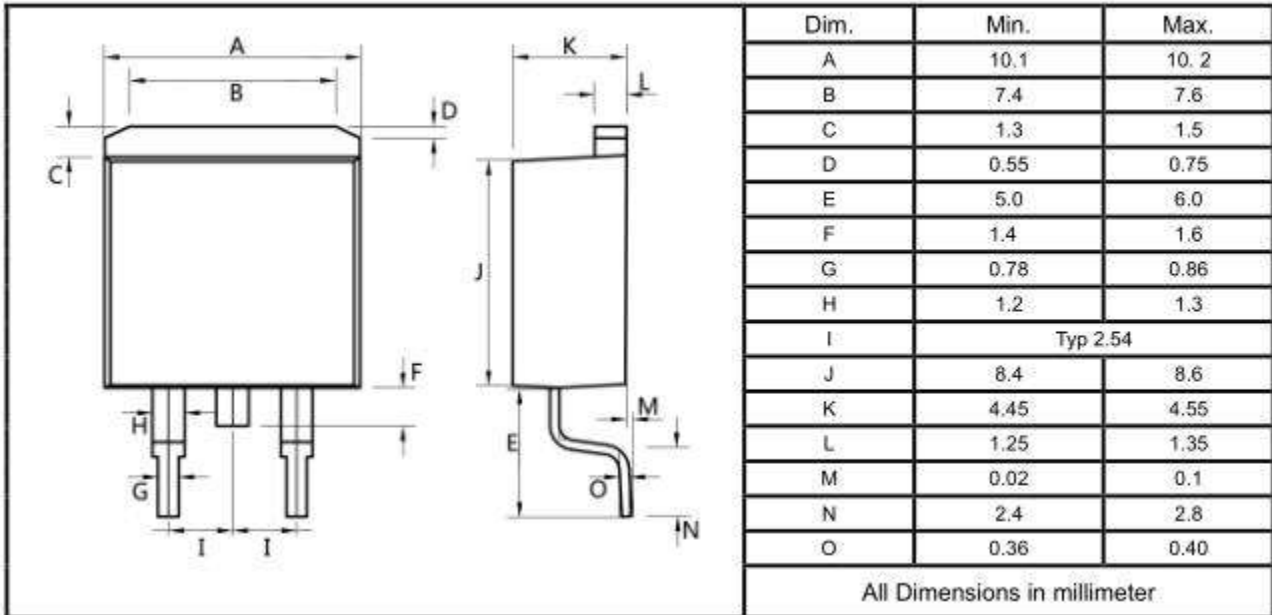 A
B
C
D
K
L
J
F
H
G
I I
E
M
O
N
Dim. Min. Max.
A 10.1 10. 2
B 7.4 7.6
C 1.3 1.5
D 0.55 0.75
E 5.0 6.0
F 1.4 1.6
G 0.78 0.86
H 1.2 1.3
I Typ 2.54
J 8.4 8.6
K 4.45 4.55
L 1.25 1.35
M 0.02 0.1
N 2.4 2.8
O 0.36 0.40
All Dimensions in millimeter